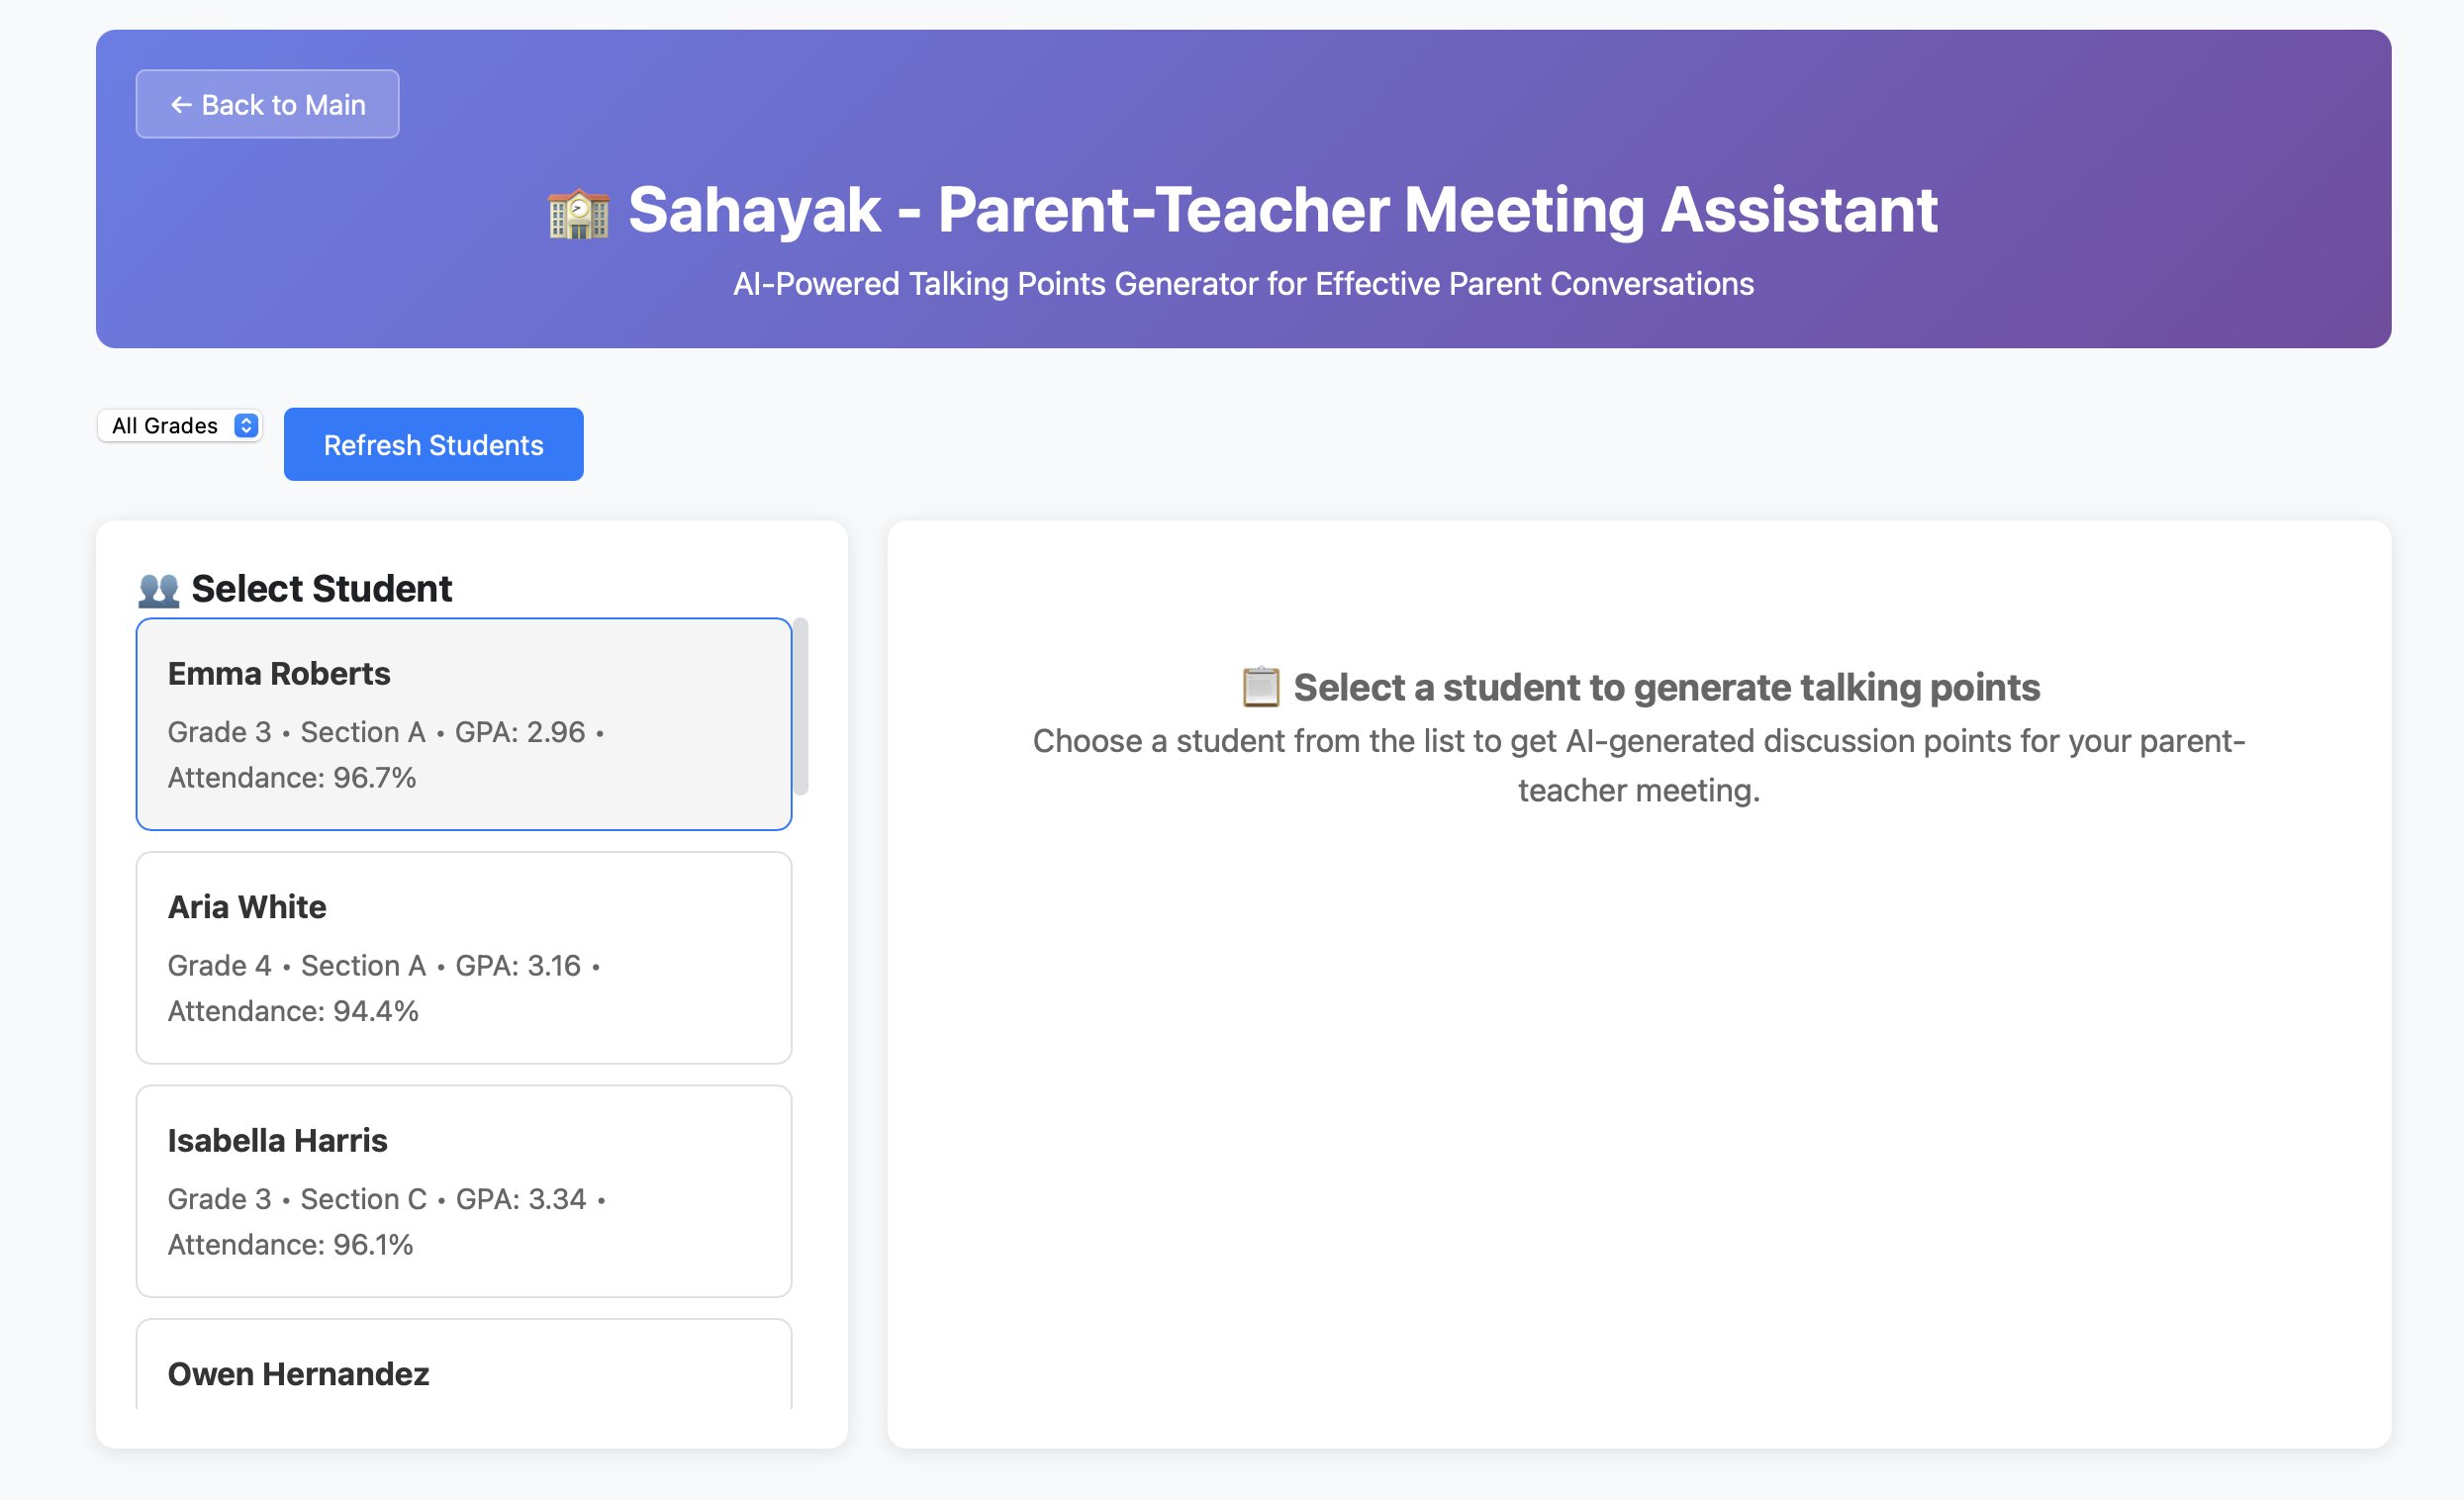 ← Back to Main
🏫 Sahayak - Parent-Teacher Meeting Assistant
AI-Powered Talking Points Generator for Effective Parent Conversations
All Grades
Refresh Students
👥 Select Student
Emma Roberts
Grade 3 • Section A • GPA: 2.96 •
Attendance: 96.7%
Aria White
Grade 4 • Section A • GPA: 3.16 •
Attendance: 94.4%
Isabella Harris
Grade 3 • Section C • GPA: 3.34 •
Attendance: 96.1%
Owen Hernandez
📋 Select a student to generate talking points
Choose a student from the list to get AI-generated discussion points for your parent-
teacher meeting.